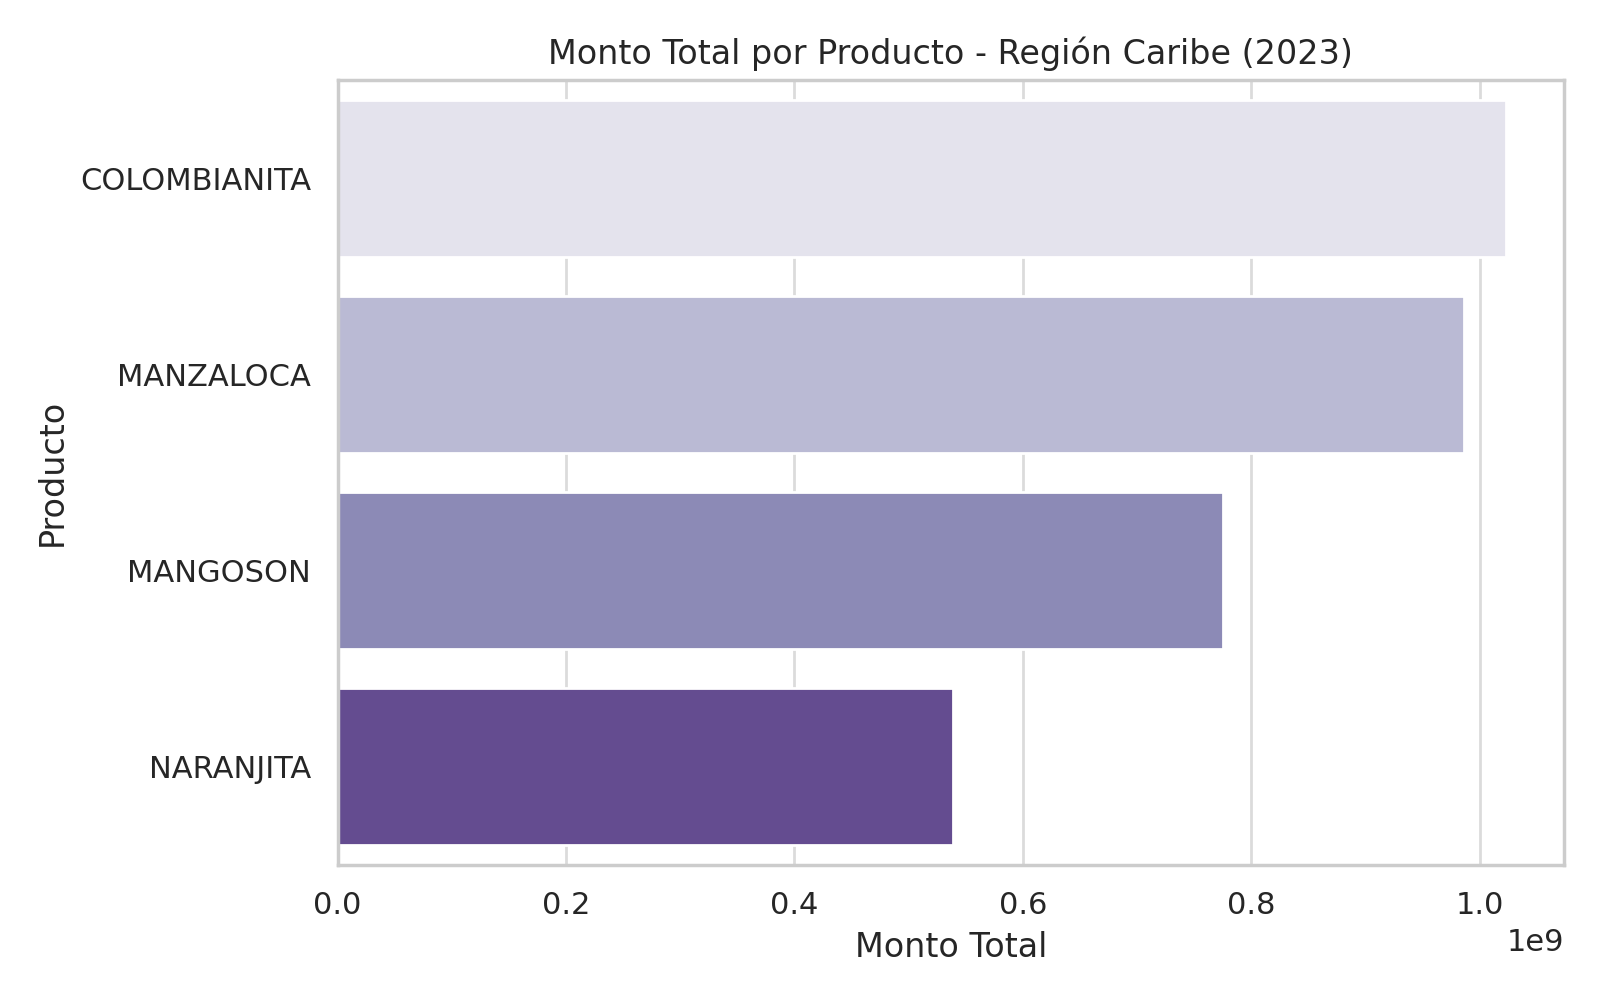 Monto Total por Producto - Región Caribe (2023)
COLOMBIANITA
MANZALOCA
MANGOSON
NARANJITA
Producto
0.0 0.2 0.4 0.6 0.8 1.0
1e9
Monto Total